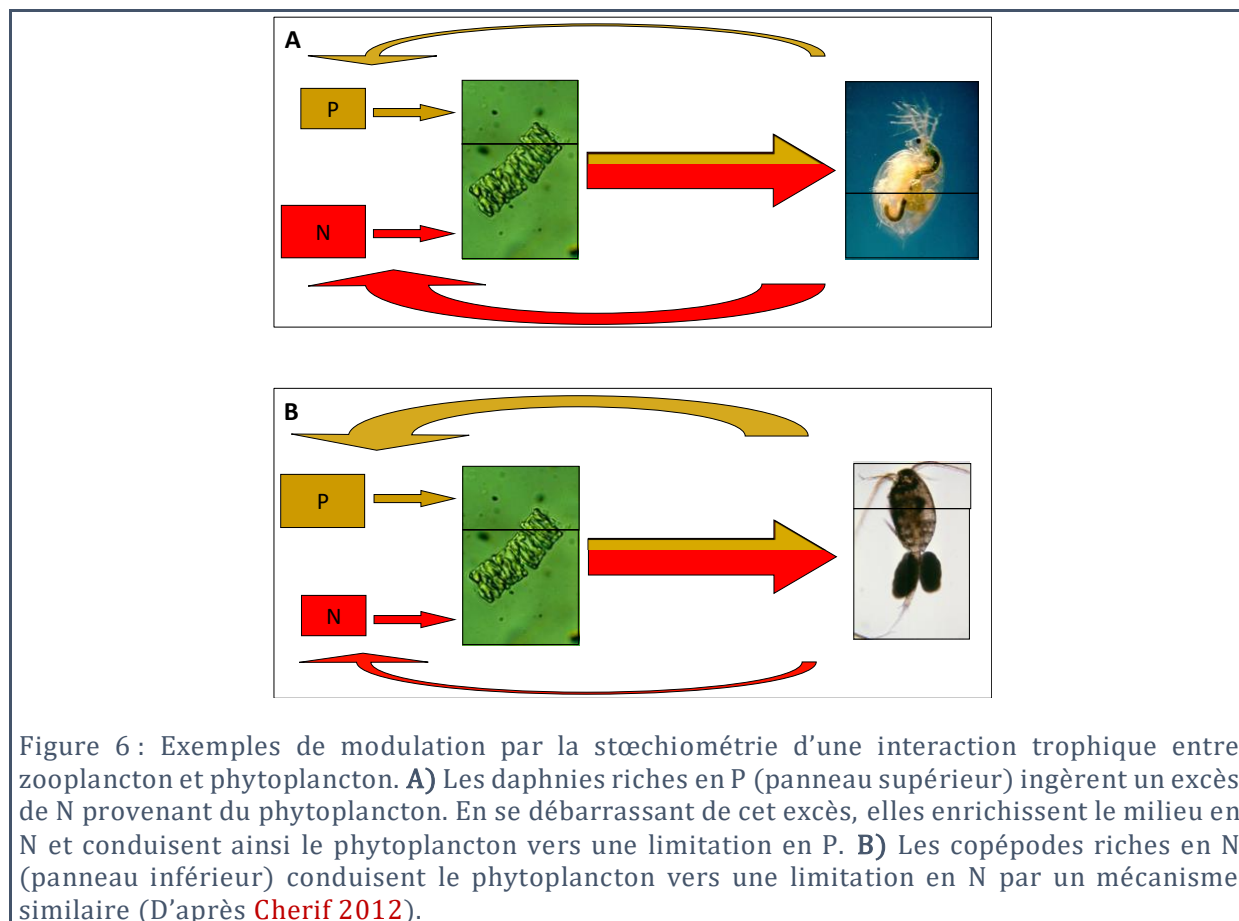 A
P
N
B
P
N
Figure 6 : Exemples de modulation par la stœchiométrie d'une interaction trophique entre
zooplancton et phytoplancton. A) Les daphnies riches en P (panneau supérieur) ingèrent un excès
de N provenant du phytoplancton. En se débarrassant de cet excès, elles enrichissent le milieu en
N et conduisent ainsi le phytoplancton vers une limitation en P. B) Les copépodes riches en N
(panneau inférieur) conduisent le phytoplancton vers une limitation en N par un mécanisme
similaire (D'après Cherif 2012).